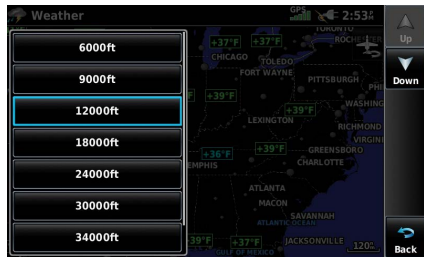 Weather
GPS
2:53
6000ft
9000ft
12000ft
18000ft
24000ft
30000ft
34000ft
TORONTO
ROCHESTER
+37°F
+37°F
CHICAGO
TOLEDO
FORT WAYNE
PITTSBURGH
PHI
+39°F
+39°F
WASHING
LEXINGTON
RICHMOND
VIRGINI
+36°F
+39°F
GREENSBORO
EMPHIS
CHARLOTTE
ATLANTA
MACON
SAVANNAH
ATLANTIC OCEAN
39°F
+37°F
JACKSONVILLE
GULF OF MEXICO
120
Up
Down
Back